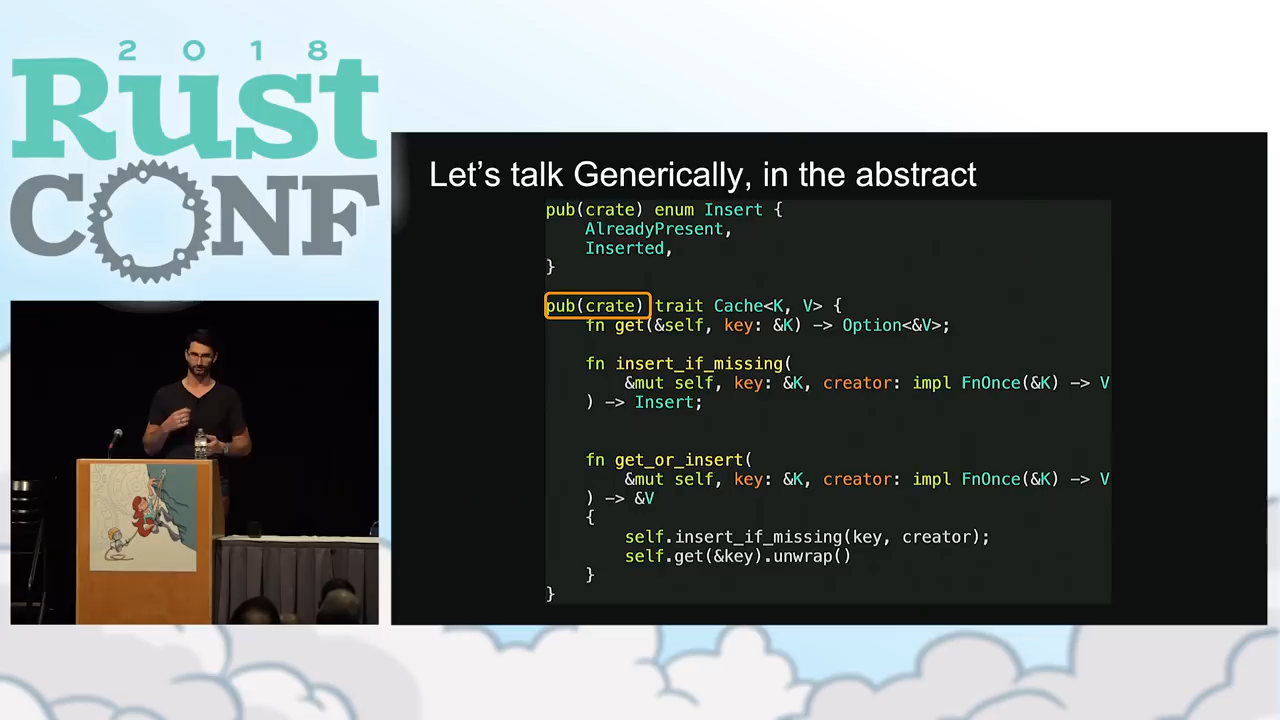 2018
Rust
CONF
Let's talk Generically, in the abstract
pub(crate) enum Insert {
AlreadyPresent,
Inserted,
}
pub(crate) trait Cache<K, V> {
fn get(&self, key: &K) -> Option<&V>;
fn insert_if_missing(
&mut self, key: &K, creator: impl FnOnce(&K) -> V
) -> Insert;
fn get_or_insert(
&mut self, key: &K, creator: impl FnOnce(&K) -> V
) -> &V
{
self.insert_if_missing(key, creator);
self.get(&key).unwrap()
}
}